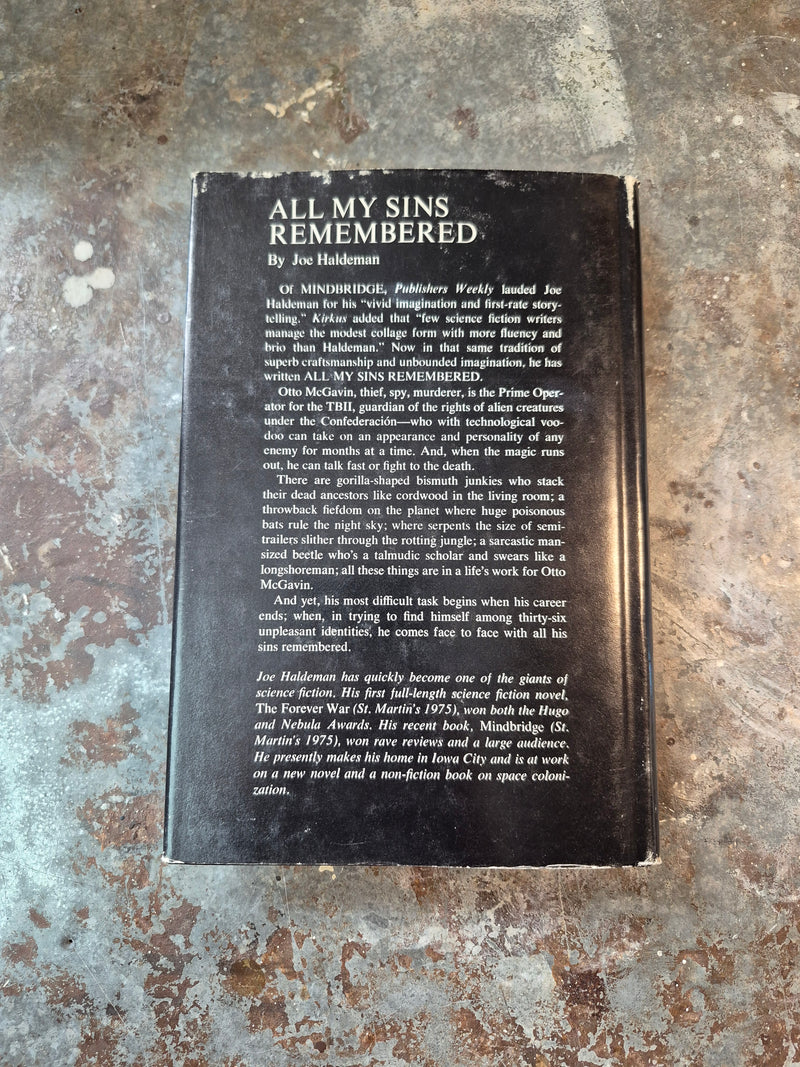 ALL MY SINS
REMEMBERED
By Joe Haldeman
Of MINDBRIDGE, Publishers Weekly lauded Joe
Haldeman for his “vivid imagination and first-rate story-
telling.” Kirkus added that “few science fiction writers
manage the modest collage form with more fluency and
brio than Haldeman.” Now in that same tradition of
superb craftsmanship and unbounded imagination, he has
written ALL MY SINS REMEMBERED.
Otto McGavin, thief, spy, murderer, is the Prime Oper-
ator for the TBII, guardian of the rights of alien creatures
under the Confederación—who with technological voo-
doo can take on an appearance and personality of any
enemy for months at a time. And, when the magic runs
out, he can talk fast or fight to the death.
There are gorilla-shaped bismuth junkies who stack
their dead ancestors like cordwood in the living room; a
throwback fiefdom on the planet where huge poisonous
bats rule the night sky; where serpents the size of semi-
trailers slither through the rotting jungle; a sarcastic man-
sized beetle who’s a talmudic scholar and swears like a
longshoreman; all these things are in a life’s work for Otto
McGavin.
And yet, his most difficult task begins when his career
ends; when, in trying to find himself among thirty-six
unpleasant identities, he comes face to face with all his
sins remembered.
Joe Haldeman has quickly become one of the giants of
science fiction. His first full-length science fiction novel,
The Forever War (St. Martin’s 1975), won both the Hugo
and Nebula Awards. His recent book, Mindbridge (St.
Martin’s 1975), won rave reviews and a large audience.
He presently makes his home in Iowa City and is at work
on a new novel and a non-fiction book on space coloni-
zation.